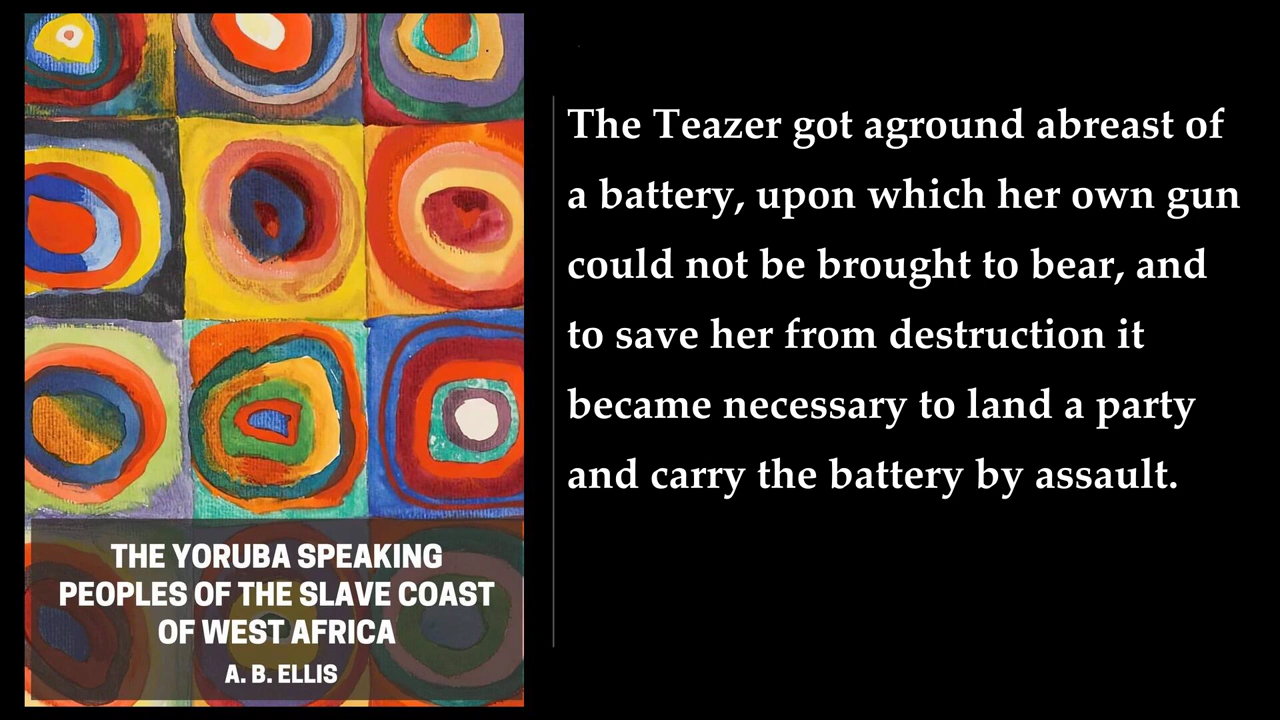 The Teazer got aground abreast of
a battery, upon which her own gun
could not be brought to bear, and
to save her from destruction it
became necessary to land a party
and carry the battery by assault.
THE YORUBA SPEAKING
PEOPLES OF THE SLAVE COAST
OF WEST AFRICA
A. B. ELLIS